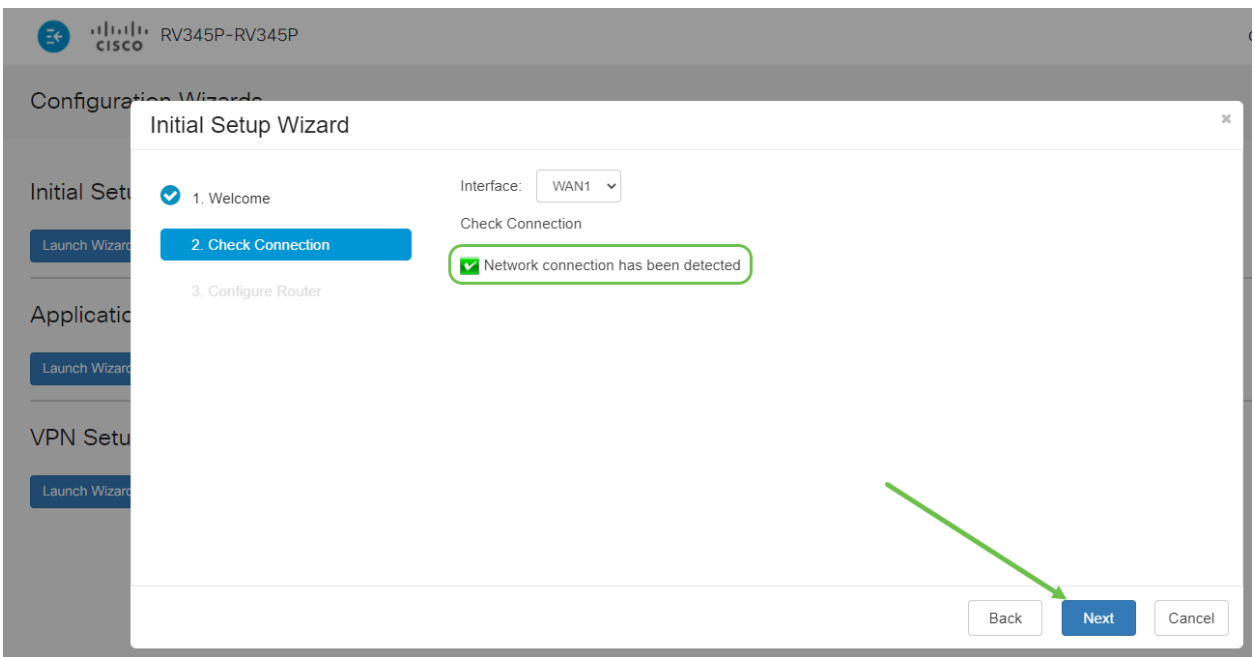 CISCO RV345P-RV345P
Configuration Wizards
Initial Setup Wizard
Initial Setu
1. Welcome
Interface: WAN1
Check Connection
Launch Wizard
2. Check Connection
Network connection has been detected
3. Configure Router
Applicatio
Launch Wizard
VPN Setu
Launch Wizard
Back Next Cancel